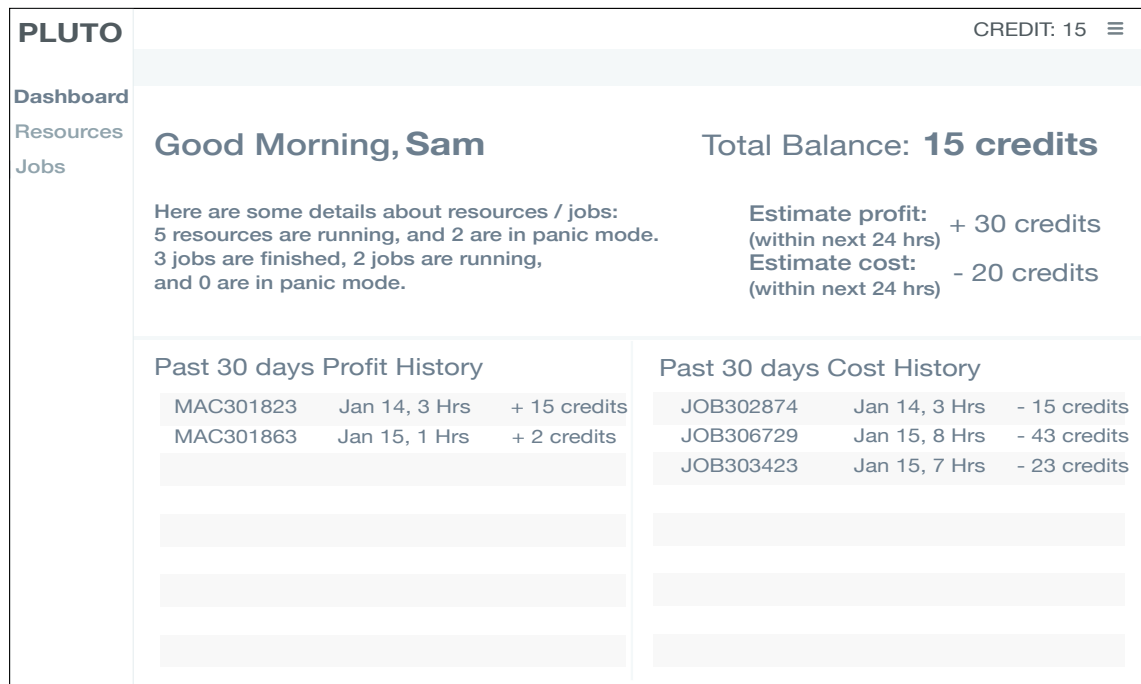 PLUTO
CREDIT: 15
Dashboard
Resources
Jobs
Good Morning, Sam
Total Balance: 15 credits
Here are some details about resources / jobs:
5 resources are running, and 2 are in panic mode.
3 jobs are finished, 2 jobs are running,
and 0 are in panic mode.
Estimate profit:
(within next 24 hrs)
+ 30 credits
Estimate cost:
(within next 24 hrs)
- 20 credits
Past 30 days Profit History
MAC301823 Jan 14, 3 Hrs + 15 credits
MAC301863 Jan 15, 1 Hrs + 2 credits
Past 30 days Cost History
JOB302874 Jan 14, 3 Hrs - 15 credits
JOB306729 Jan 15, 8 Hrs - 43 credits
JOB303423 Jan 15, 7 Hrs - 23 credits